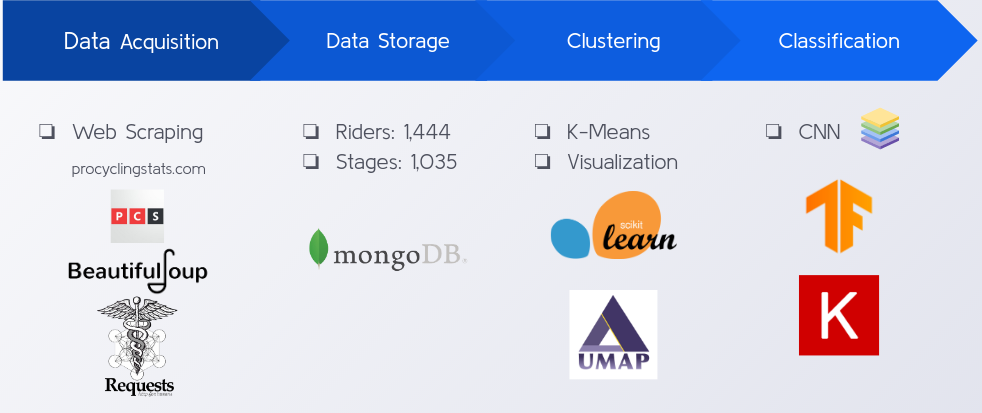 Data Acquisition
Data Storage
Clustering
Classification
Web Scraping
procyclingstats.com
PCS
BeautifulSoup
Requests
Riders: 1,444
Stages: 1,035
mongoDB.
K-Means
Visualization
scikit
learn
UMAP
CNN
K